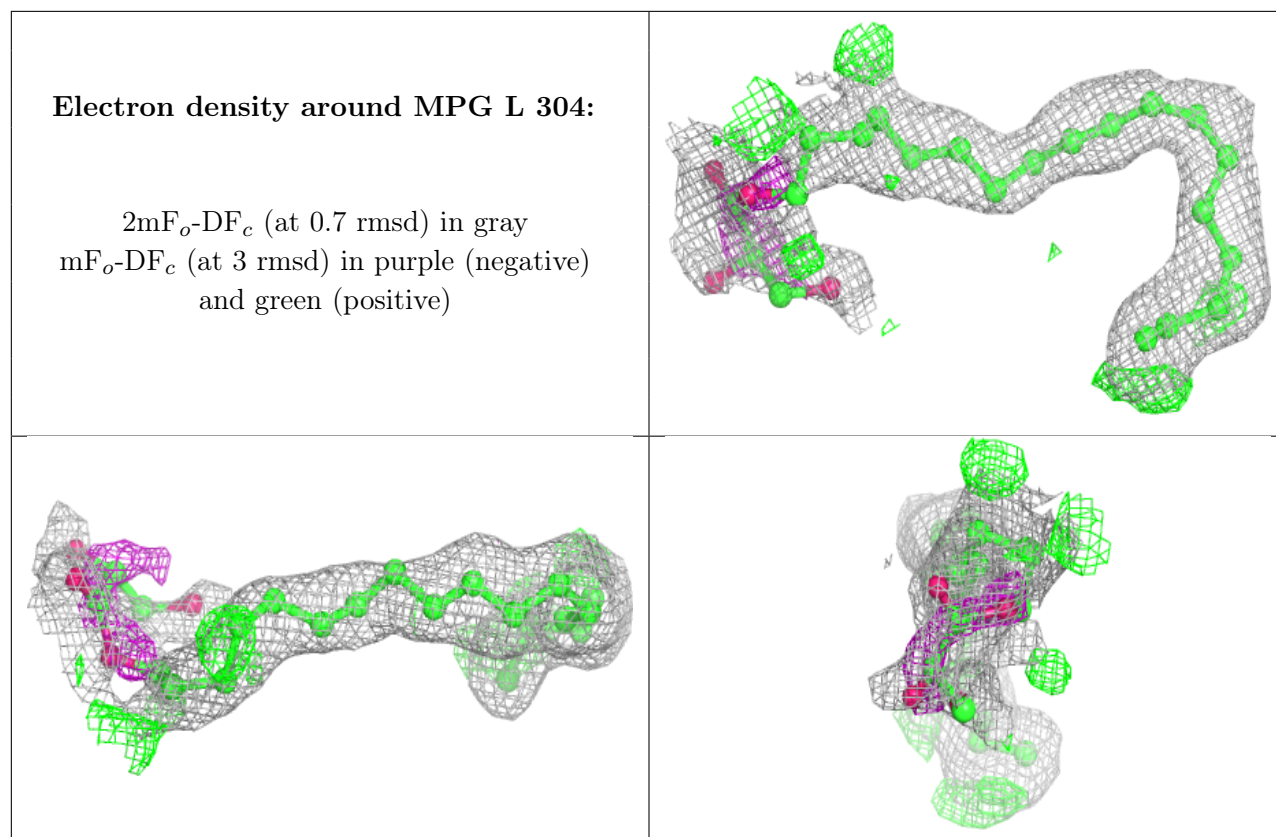 Electron density around MPG L 304:
2mFo-DFc (at 0.7 rmsd) in gray
mFo-DFc (at 3 rmsd) in purple (negative)
and green (positive)